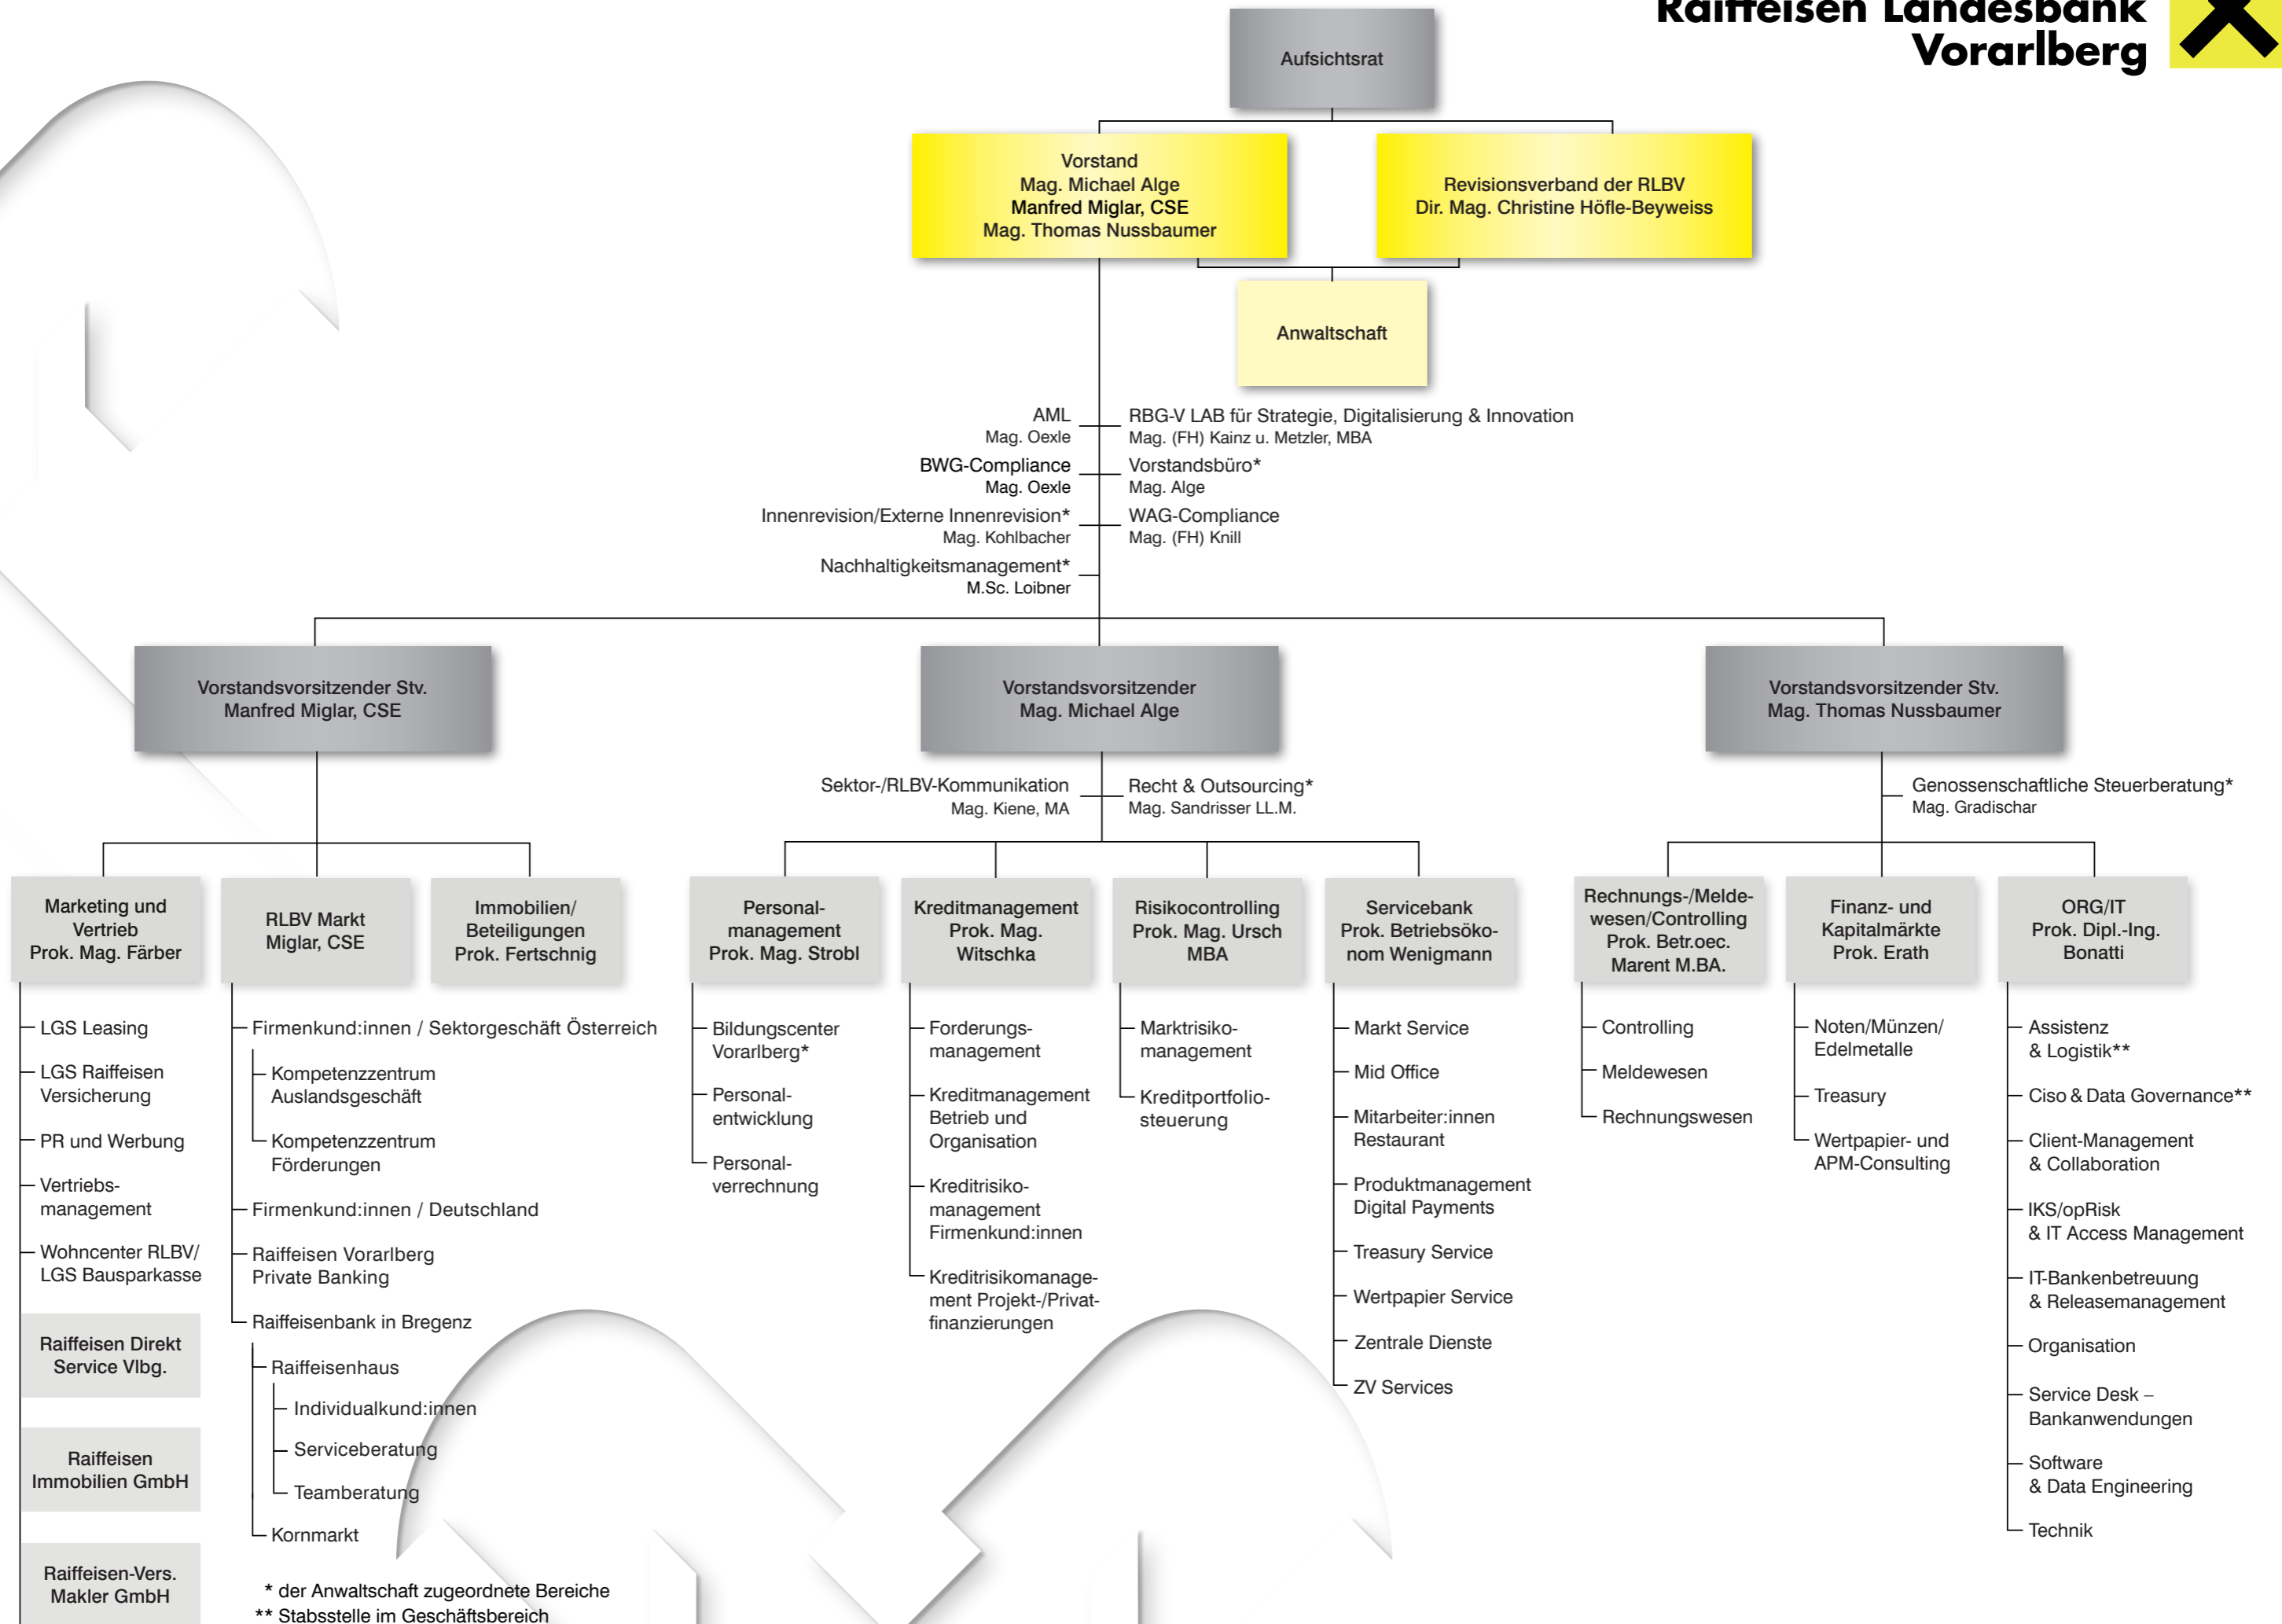 Raiffeisen Landesbank
Vorarlberg
Aufsichtsrat
Vorstand
Mag. Michael Alge
Manfred Miglar, CSE
Mag. Thomas Nussbaumer
Revisionsverband der RLBV
Dir. Mag. Christine Höfle-Beyweiss
Anwaltschaft
AML
Mag. Oexle
RBG-V LAB für Strategie, Digitalisierung & Innovation
Mag. (FH) Kainz u. Metzler, MBA
BWG-Compliance
Mag. Oexle
Vorstandsbüro*
Mag. Alge
Innenrevision/Externe Innenrevision*
Mag. Kohlbacher
WAG-Compliance
Mag. (FH) Knill
Nachhaltigkeitsmanagement*
M.Sc. Loibner
Vorstandsvorsitzender Stv.
Manfred Miglar, CSE
Vorstandsvorsitzender
Mag. Michael Alge
Vorstandsvorsitzender Stv.
Mag. Thomas Nussbaumer
Sektor-/RLBV-Kommunikation
Mag. Kiene, MA
Recht & Outsourcing*
Mag. Sandrisser LL.M.
Genossenschaftliche Steuerberatung*
Mag. Gradischar
Marketing und
Vertrieb
Prok. Mag. Färber
LGS Leasing
LGS Raiffeisen
Versicherung
PR und Werbung
Vertriebs-
management
Wohncenter RLBV/
LGS Bausparkasse
Raiffeisen Direkt
Service Vlbg.
Raiffeisen
Immobilien GmbH
Raiffeisen-Vers.
Makler GmbH
RLBV Markt
Miglar, CSE
Firmenkund:innen / Sektorgeschäft Österreich
Kompetenzzentrum
Auslandsgeschäft
Kompetenzzentrum
Förderungen
Firmenkund:innen / Deutschland
Raiffeisen Vorarlberg
Private Banking
Raiffeisenbank in Bregenz
Raiffeisenhaus
Individualkund:innen
Serviceberatung
Teamberatung
Kornmarkt
Immobilien/
Beteiligungen
Prok. Fertschnig
Personal-
management
Prok. Mag. Strobl
Bildungscenter
Vorarlberg*
Personal-
entwicklung
Personal-
verrechnung
Kreditmanagement
Prok. Mag.
Witschka
Forderungs-
management
Kreditmanagement
Betrieb und
Organisation
Kreditrisiko-
management
Firmenkund:innen
Kreditrisikomanage-
ment Projekt-/Privat-
finanzierungen
Risikocontrolling
Prok. Mag. Ursch
MBA
Marktrisiko-
management
Kreditportfolio-
steuerung
Servicebank
Prok. Betriebsöko-
nom Wenigmann
Markt Service
Mid Office
Mitarbeiter:innen
Restaurant
Produktmanagement
Digital Payments
Treasury Service
Wertpapier Service
Zentrale Dienste
ZV Services
Rechnungs-/Melde-
wesen/Controlling
Prok. Betr.oec.
Marent M.BA.
Controlling
Meldewesen
Rechnungswesen
Finanz- und
Kapitalmärkte
Prok. Erath
Noten/Münzen/
Edelmetalle
Treasury
Wertpapier- und
APM-Consulting
ORG/IT
Prok. Dipl.-Ing.
Bonatti
Assistenz
& Logistik**
Ciso & Data Governance**
Client-Management
& Collaboration
IKS/opRisk
& IT Access Management
IT-Bankenbetreuung
& Releasemanagement
Organisation
Service Desk –
Bankanwendungen
Software
& Data Engineering
Technik
* der Anwaltschaft zugeordnete Bereiche
** Stabsstelle im Geschäftsbereich